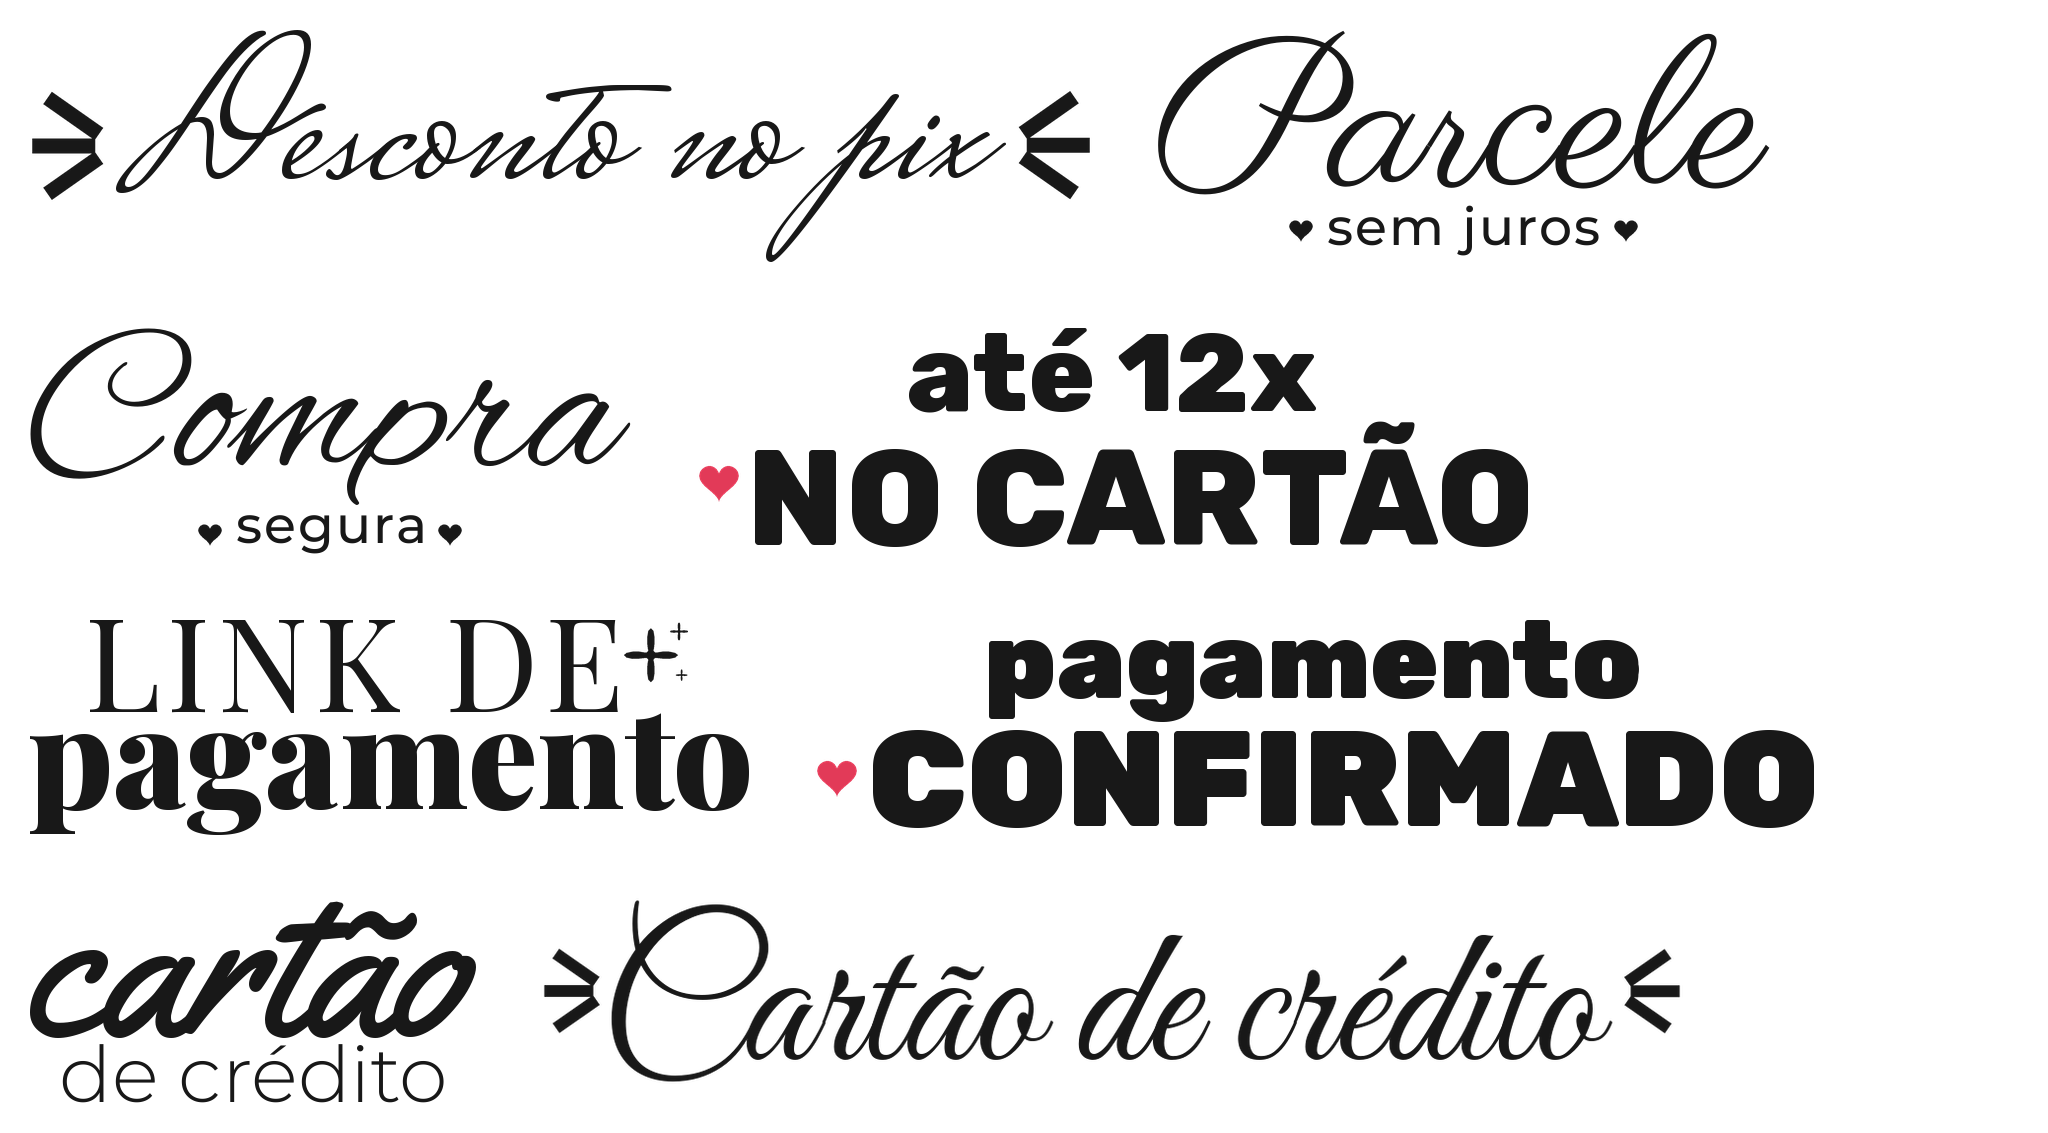 Desconto no pix
Parcele
sem juros
Compra
segura
até 12x
NO CARTÃO
LINK DE
pagamento
pagamento
CONFIRMADO
cartão
de crédito
Cartão de crédito